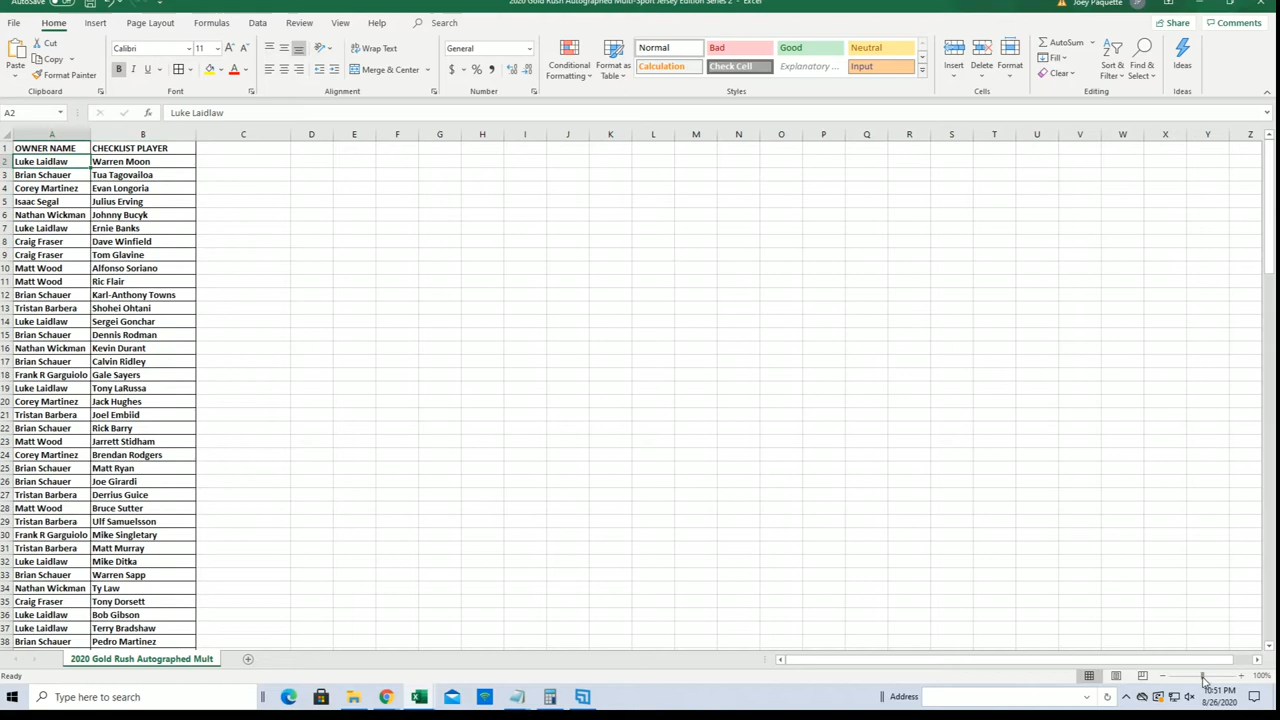 AutoSave
2020 Gold Rush Autographed Multi-Sport Jersey Edition Series 2 - Excel
Joey Paquette JP
File Home Insert Page Layout Formulas Data Review View Help Search Share Comments
Paste Cut Copy Format Painter
Calibri 11
Wrap Text
Merge & Center
General
Conditional Formatting
Format as Table
Normal Bad Good Neutral
Calculation Check Cell Explanatory ... Input
Insert Delete Format
AutoSum Fill Clear
Sort & Filter
Find & Select
Ideas
Clipboard Font Alignment Number Styles Cells Editing Ideas
A2 fx Luke Laidlaw
A B C D E F G H I J K L M N O P Q R S T U V W X Y Z
1 OWNER NAME CHECKLIST PLAYER
2 Luke Laidlaw Warren Moon
3 Brian Schauer Tua Tagovailoa
4 Corey Martinez Evan Longoria
5 Isaac Segal Julius Erving
6 Nathan Wickman Johnny Bucyk
7 Luke Laidlaw Ernie Banks
8 Craig Fraser Dave Winfield
9 Craig Fraser Tom Glavine
10 Matt Wood Alfonso Soriano
11 Matt Wood Ric Flair
12 Brian Schauer Karl-Anthony Towns
13 Tristan Barbera Shohei Ohtani
14 Luke Laidlaw Sergei Gonchar
15 Brian Schauer Dennis Rodman
16 Nathan Wickman Kevin Durant
17 Brian Schauer Calvin Ridley
18 Frank R Garguiolo Gale Sayers
19 Luke Laidlaw Tony LaRussa
20 Corey Martinez Jack Hughes
21 Tristan Barbera Joel Embiid
22 Brian Schauer Rick Barry
23 Matt Wood Jarrett Stidham
24 Corey Martinez Brendan Rodgers
25 Brian Schauer Matt Ryan
26 Brian Schauer Joe Girardi
27 Tristan Barbera Derrius Guice
28 Matt Wood Bruce Sutter
29 Tristan Barbera Ulf Samuelsson
30 Frank R Garguiolo Mike Singletary
31 Tristan Barbera Matt Murray
32 Luke Laidlaw Mike Ditka
33 Brian Schauer Warren Sapp
34 Nathan Wickman Ty Law
35 Craig Fraser Tony Dorsett
36 Luke Laidlaw Bob Gibson
37 Luke Laidlaw Terry Bradshaw
38 Brian Schauer Pedro Martinez
2020 Gold Rush Autographed Mult
Ready 100%
Type here to search Address 10:51 PM
8/26/2020